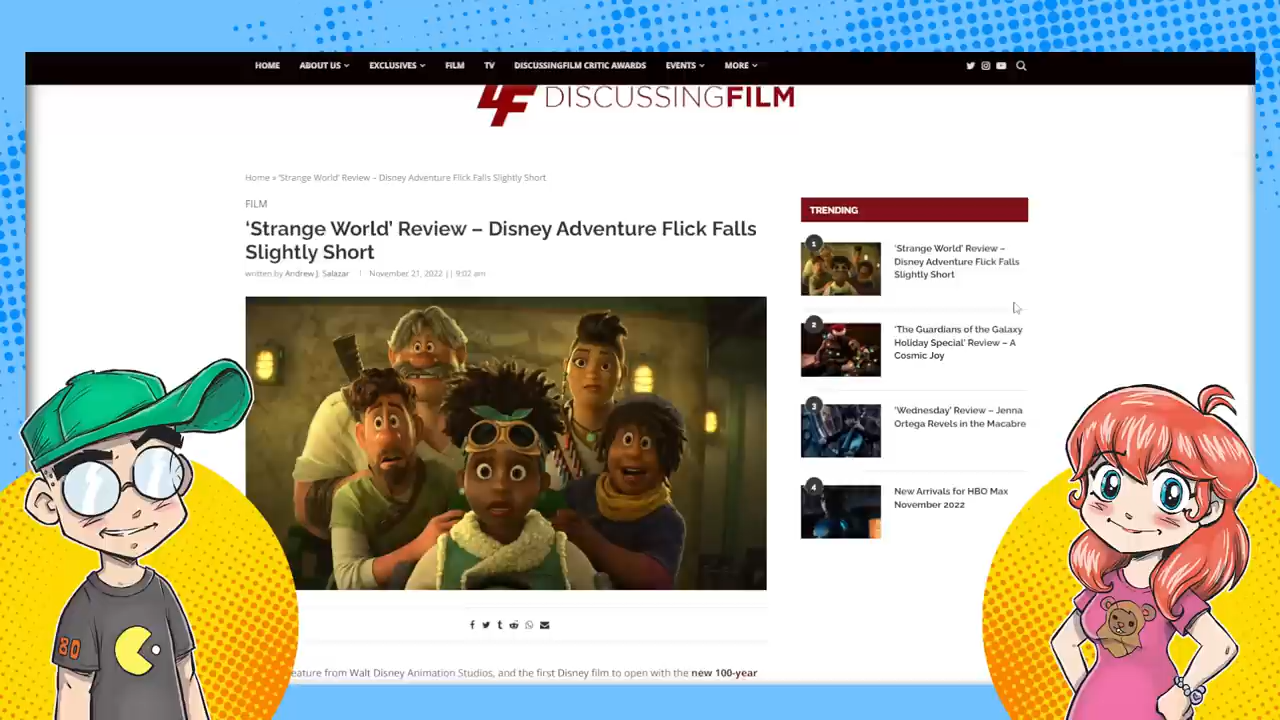 HOME ABOUT US EXCLUSIVES FILM TV DISCUSSINGFILM CRITIC AWARDS EVENTS MORE
DISCUSSINGFILM
Home » 'Strange World' Review – Disney Adventure Flick Falls Slightly Short
FILM
‘Strange World’ Review – Disney Adventure Flick Falls
Slightly Short
written by Andrew J. Salazar | November 21, 2022 || 9:02 am
TRENDING
1
‘Strange World’ Review –
Disney Adventure Flick Falls
Slightly Short
2
‘The Guardians of the Galaxy
Holiday Special’ Review – A
Cosmic Joy
3
‘Wednesday’ Review – Jenna
Ortega Revels in the Macabre
4
New Arrivals for HBO Max
November 2022
eature from Walt Disney Animation Studios, and the first Disney film to open with the new 100-year
80